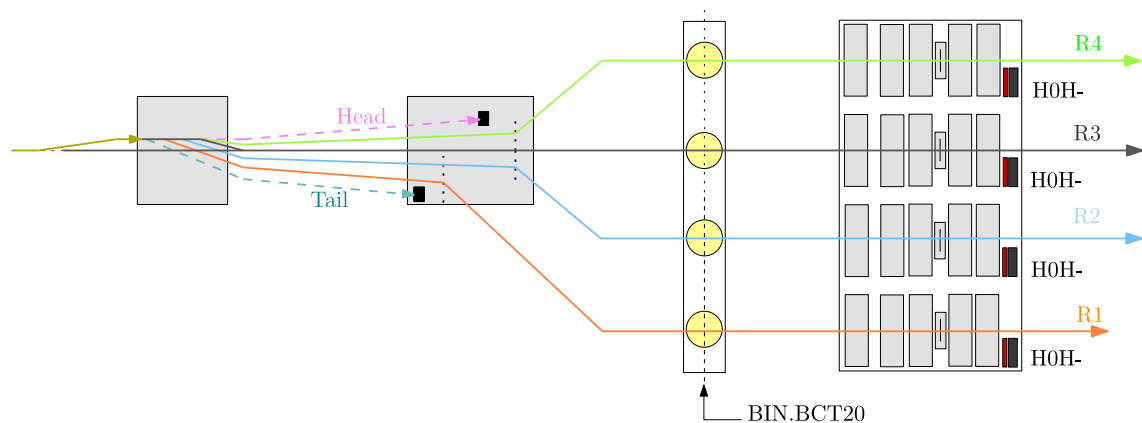 R4
H0H-
Head
R3
H0H-
Tail
R2
H0H-
R1
H0H-
BIN.BCT20